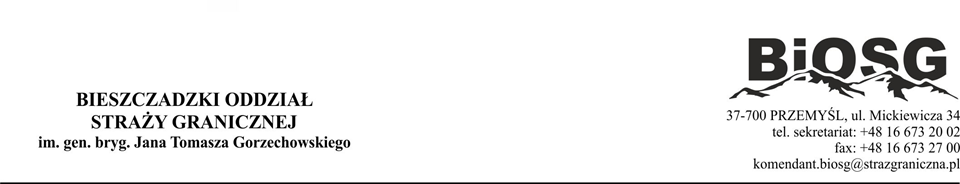 BIESZCZADZKI ODDZIAŁ
STRAŻY GRANICZNEJ
im. gen. bryg. Jana Tomasza Gorzechowskiego
BiOSG
37-700 PRZEMYŚL, ul. Mickiewicza 34
tel. sekretariat: +48 16 673 20 02
fax: +48 16 673 27 00
komendant.biosg@strazgraniczna.pl